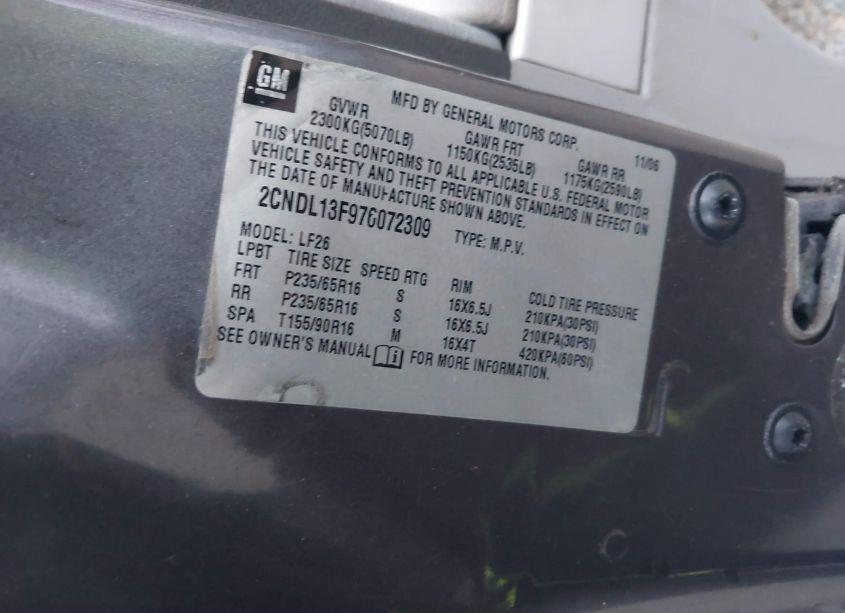 GM
MFD BY GENERAL MOTORS CORP. 11/06
GVWR GAWR FRT GAWR RR
2300KG(5070LB) 1150KG(2535LB) 1175KG(2590LB)
THIS VEHICLE CONFORMS TO ALL APPLICABLE U.S. FEDERAL MOTOR
VEHICLE SAFETY AND THEFT PREVENTION STANDARDS IN EFFECT ON
THE DATE OF MANUFACTURE SHOWN ABOVE.
2CNDL13F976072309 TYPE: M.P.V.
MODEL: LF26
LPBT TIRE SIZE SPEED RTG RIM COLD TIRE PRESSURE
FRT P235/65R16 S 16X6.5J 210KPA(30PSI)
RR P235/65R16 S 16X6.5J 210KPA(30PSI)
SPA T155/90R16 M 16X4T 420KPA(60PSI)
SEE OWNER'S MANUAL i FOR MORE INFORMATION.